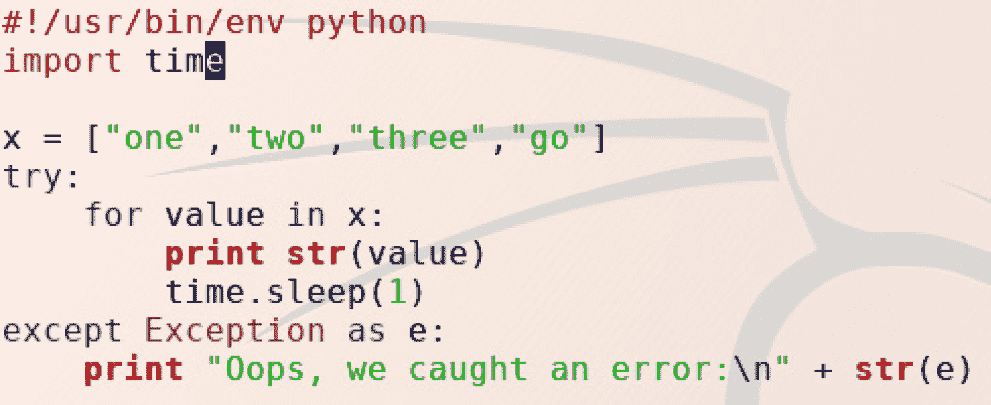 #!/usr/bin/env python
import time

x = ["one","two","three","go"]
try:
    for value in x:
        print str(value)
        time.sleep(1)
except Exception as e:
    print "Oops, we caught an error:\n" + str(e)